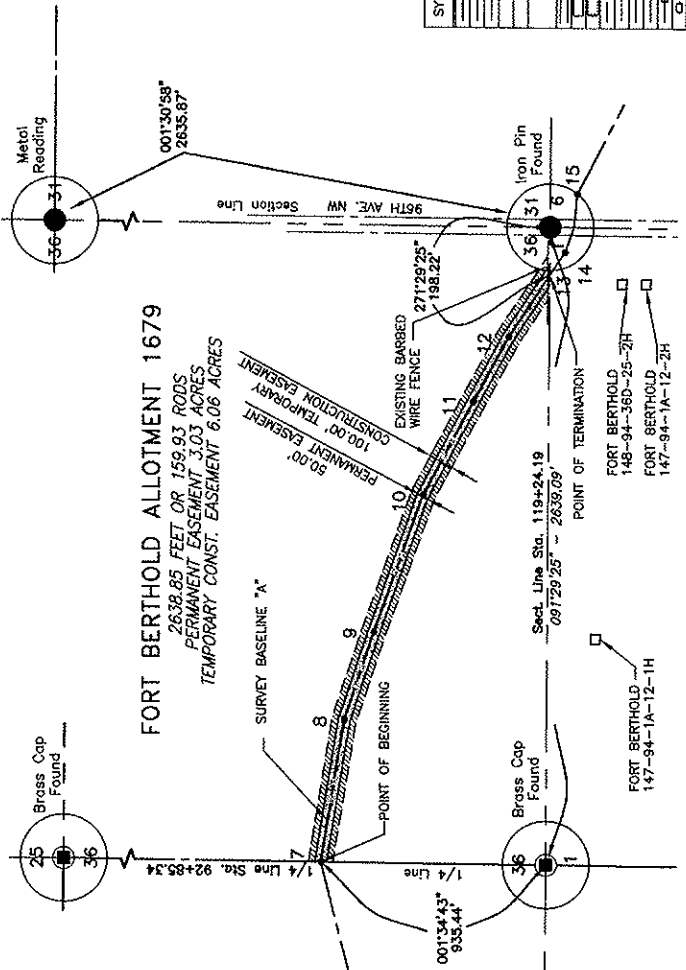 Metal
Reading
36
31
001°30'58"
2635.87'
Brass Cap
Found
25
36
FORT BERTHOLD ALLOTMENT 1679
2638.85 FEET OR 159.93 RODS
PERMANENT EASEMENT 3.03 ACRES
TEMPORARY CONST. EASEMENT 6.06 ACRES
SURVEY BASELINE "A"
50.00'
PERMANENT EASEMENT
100.00' TEMPORARY
CONSTRUCTION EASEMENT
96TH AVE. NW
Section Line
271°29'25"
198.22'
EXISTING BARBED
WIRE FENCE
7
8
9
10
11
12
13
14
15
1/4 Line Sta. 92+85.34
POINT OF BEGINNING
1/4 Line
001°34'43"
935.44'
Iron Pin
Found
36
31
1
6
Sect. Line Sta. 119+24.19
091°29'25" - 2639.09'
POINT OF TERMINATION
Brass Cap
Found
36
1
FORT BERTHOLD
147-94-1A-12-1H
FORT BERTHOLD
148-94-36D-25-2H
FORT BERTHOLD
147-94-1A-12-2H
SY